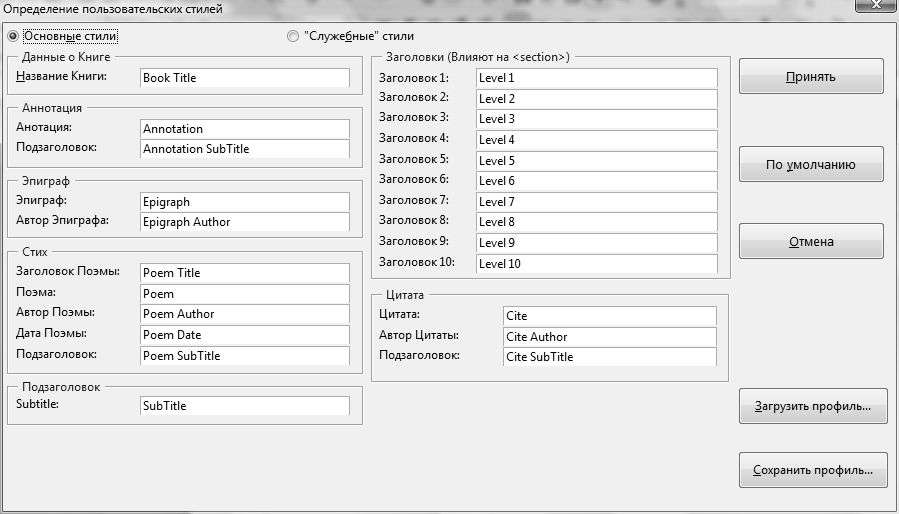 Определение пользовательских стилей
Основные стили
"Служебные" стили
Данные о Книге
Название Книги: Book Title
Аннотация
Анотация: Annotation
Подзаголовок: Annotation SubTitle
Эпиграф
Эпиграф: Epigraph
Автор Эпиграфа: Epigraph Author
Стих
Заголовок Поэмы: Poem Title
Поэма: Poem
Автор Поэмы: Poem Author
Дата Поэмы: Poem Date
Подзаголовок: Poem SubTitle
Подзаголовок
Subtitle: SubTitle
Заголовки (Влияют на <section>)
Заголовок 1: Level 1
Заголовок 2: Level 2
Заголовок 3: Level 3
Заголовок 4: Level 4
Заголовок 5: Level 5
Заголовок 6: Level 6
Заголовок 7: Level 7
Заголовок 8: Level 8
Заголовок 9: Level 9
Заголовок 10: Level 10
Цитата
Цитата: Cite
Автор Цитаты: Cite Author
Подзаголовок: Cite SubTitle
Принять
По умолчанию
Отмена
Загрузить профиль...
Сохранить профиль...